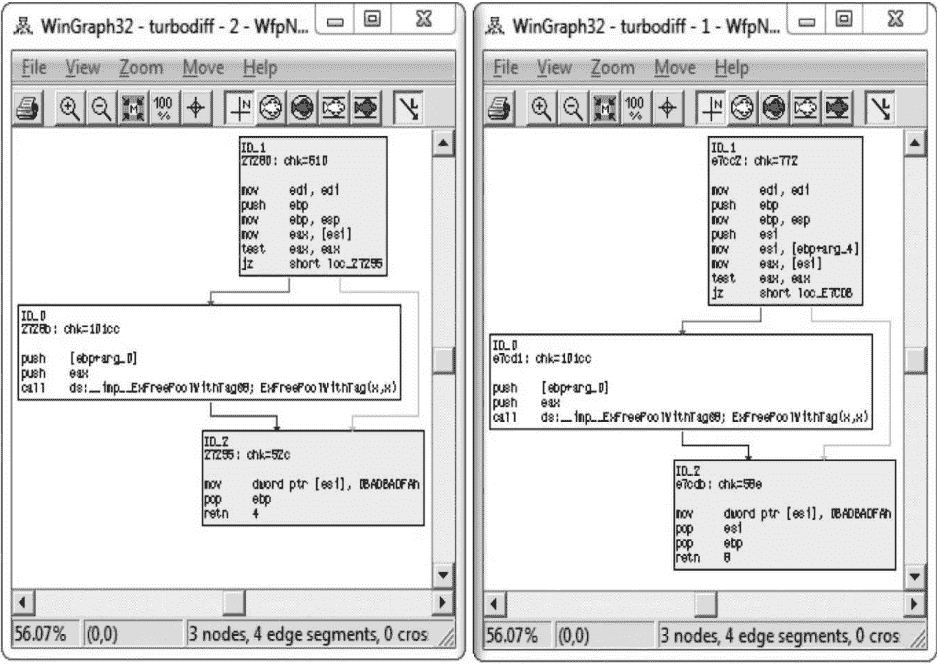 WinGraph32 - turbodiff - 2 - WfpN...
File View Zoom Move Help
100 %
N
ID_1
27280: chk=610
mov edi, edi
push ebp
mov ebp, esp
mov eax, [esi]
test eax, eax
jz short loc_27295
ID_0
2728b: chk=101cc
push [ebp+arg_0]
push eax
call ds:__imp__ExFreePoolWithTag@8; ExFreePoolWithTag(x,x)
ID_2
27295: chk=52c
mov dword ptr [esi], 0BADBADFAh
pop ebp
retn 4
56.07% (0,0) 3 nodes, 4 edge segments, 0 cros
WinGraph32 - turbodiff - 1 - WfpN...
File View Zoom Move Help
100 %
N
ID_1
e7cc2: chk=772
mov edi, edi
push ebp
mov ebp, esp
push esi
mov esi, [ebp+arg_4]
mov eax, [esi]
test eax, eax
jz short loc_E7CDB
ID_0
e7cd1: chk=101cc
push [ebp+arg_0]
push eax
call ds:__imp__ExFreePoolWithTag@8; ExFreePoolWithTag(x,x)
ID_2
e7cdb: chk=58e
mov dword ptr [esi], 0BADBADFAh
pop esi
pop ebp
retn 8
56.07% (0,0) 3 nodes, 4 edge segments, 0 cros